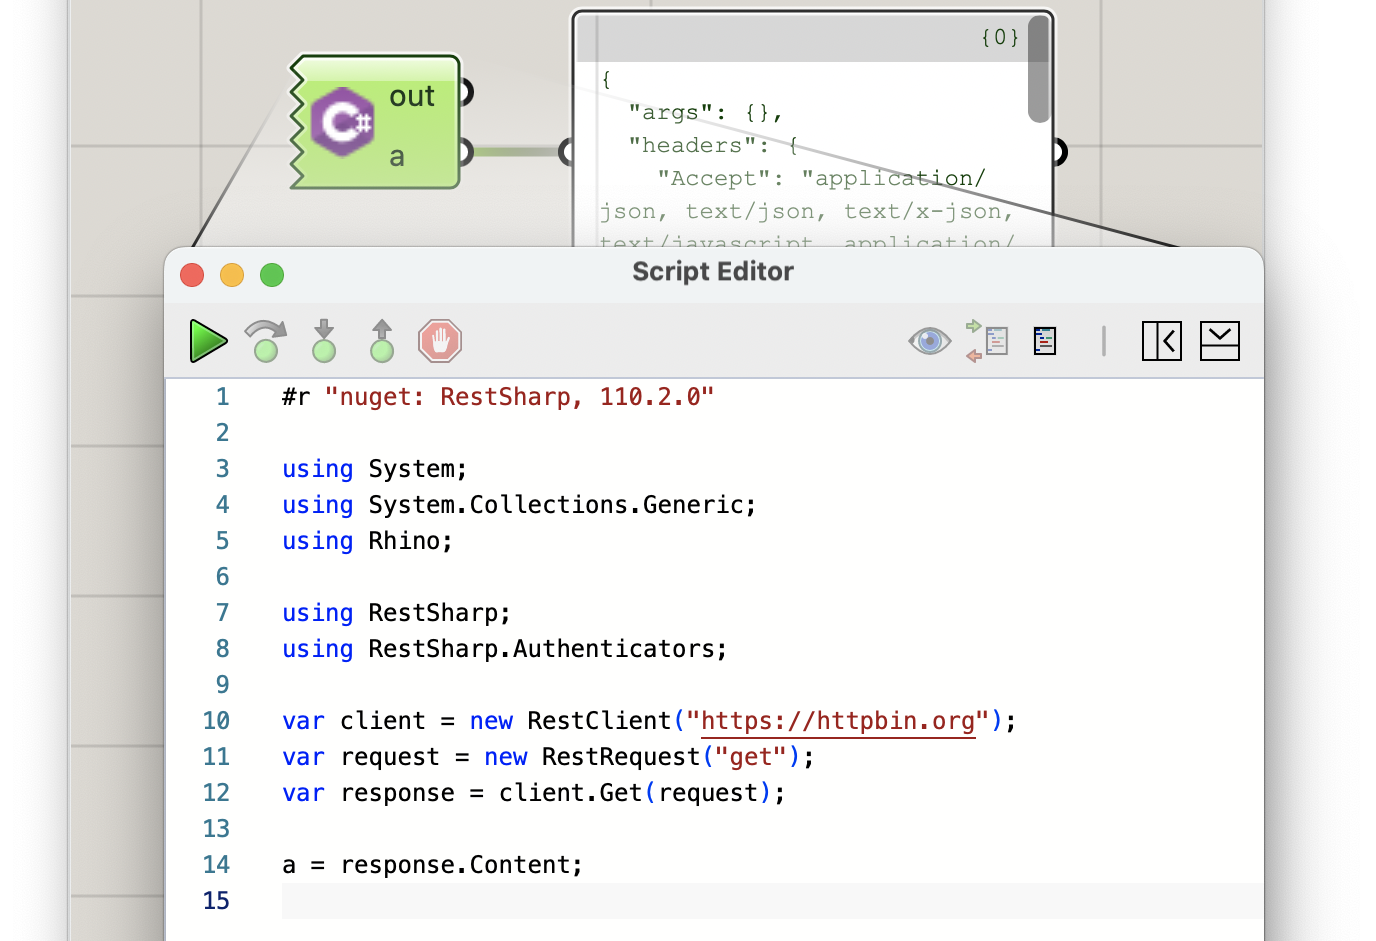 C#
out
a
{0}
{
"args": {},
"headers": {
"Accept": "application/
json, text/json, text/x-json,
text/javascript, application/
Script Editor
1 #r "nuget: RestSharp, 110.2.0"
2
3 using System;
4 using System.Collections.Generic;
5 using Rhino;
6
7 using RestSharp;
8 using RestSharp.Authenticators;
9
10 var client = new RestClient("https://httpbin.org");
11 var request = new RestRequest("get");
12 var response = client.Get(request);
13
14 a = response.Content;
15